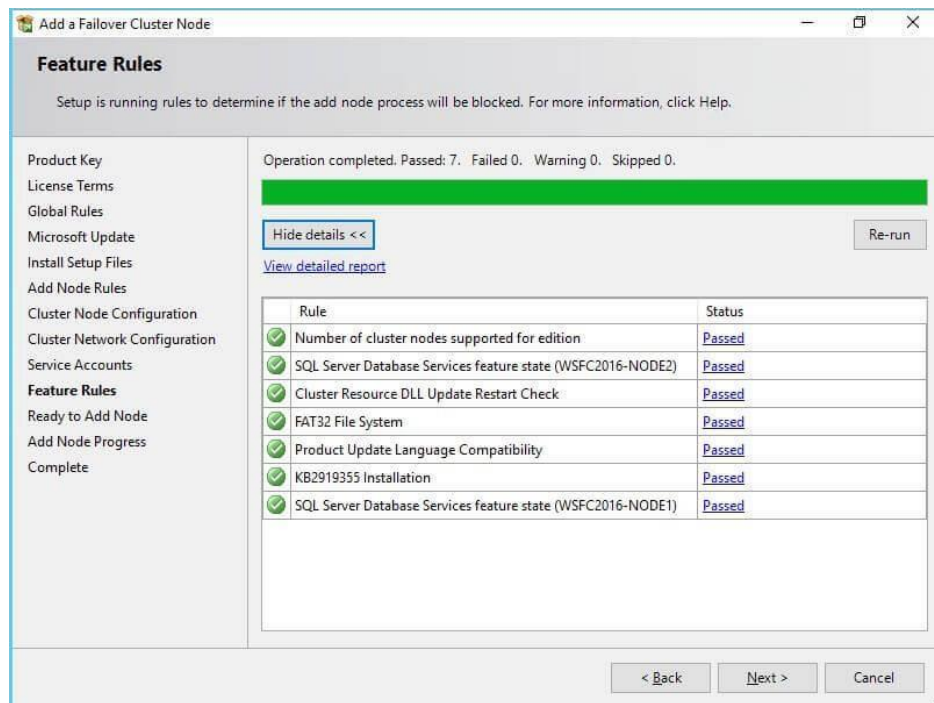 Add a Failover Cluster Node
Feature Rules
Setup is running rules to determine if the add node process will be blocked. For more information, click Help.
Product Key
License Terms
Global Rules
Microsoft Update
Install Setup Files
Add Node Rules
Cluster Node Configuration
Cluster Network Configuration
Service Accounts
Feature Rules
Ready to Add Node
Add Node Progress
Complete
Operation completed. Passed: 7. Failed 0. Warning 0. Skipped 0.
Hide details <<
Re-run
View detailed report
Rule Status
Number of cluster nodes supported for edition Passed
SQL Server Database Services feature state (WSFC2016-NODE2) Passed
Cluster Resource DLL Update Restart Check Passed
FAT32 File System Passed
Product Update Language Compatibility Passed
KB2919355 Installation Passed
SQL Server Database Services feature state (WSFC2016-NODE1) Passed
< Back Next > Cancel